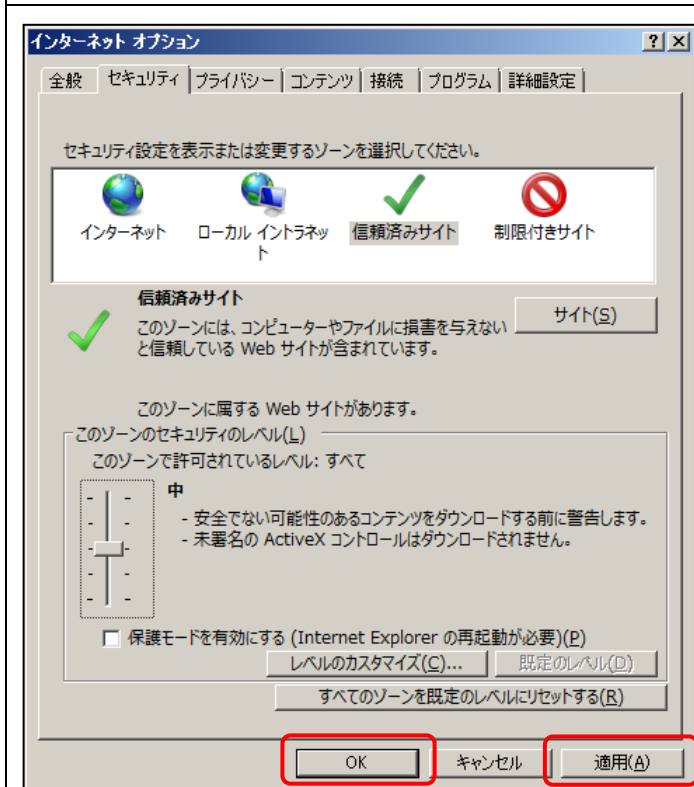 インターネット オプション
全般 セキュリティ プライバシー コンテンツ 接続 プログラム 詳細設定
セキュリティ設定を表示または変更するゾーンを選択してください。
インターネット ローカル イントラネッ 信頼済みサイト 制限付きサイト
ト
信頼済みサイト
このゾーンには、コンピューターやファイルに損害を与えない サイト(S)
と信頼している Web サイトが含まれています。
このゾーンに属する Web サイトがあります。
このゾーンのセキュリティのレベル(L)
このゾーンで許可されているレベル: すべて
中
- 安全でない可能性のあるコンテンツをダウンロードする前に警告します。
- 未署名の ActiveX コントロールはダウンロードされません。
保護モードを有効にする (Internet Explorer の再起動が必要)(P)
レベルのカスタマイズ(C)... 既定のレベル(D)
すべてのゾーンを既定のレベルにリセットする(R)
OK キャンセル 適用(A)